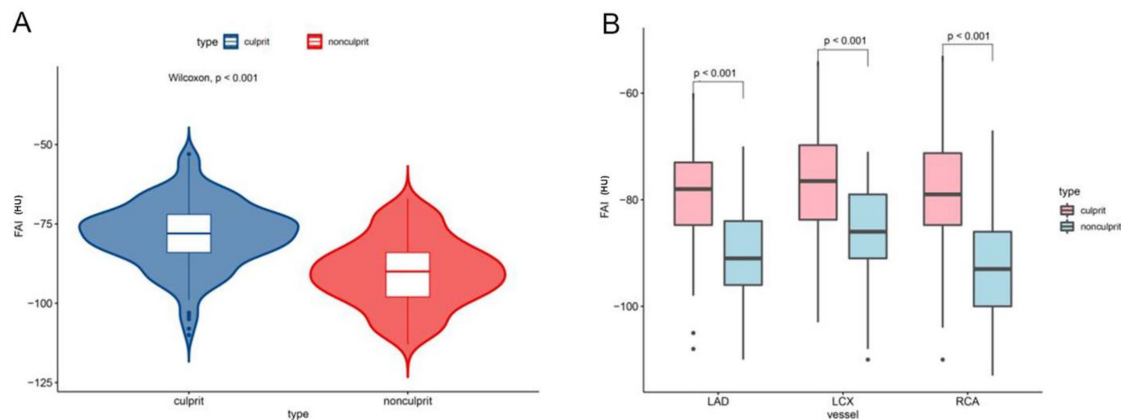 A
type culprit nonculprit
Wilcoxon, p < 0.001
−50
−75
−100
−125
FAI (HU)
culprit nonculprit
type
B
p < 0.001
p < 0.001
p < 0.001
−60
−80
−100
FAI (HU)
LAD LCX RCA
vessel
type
culprit
nonculprit